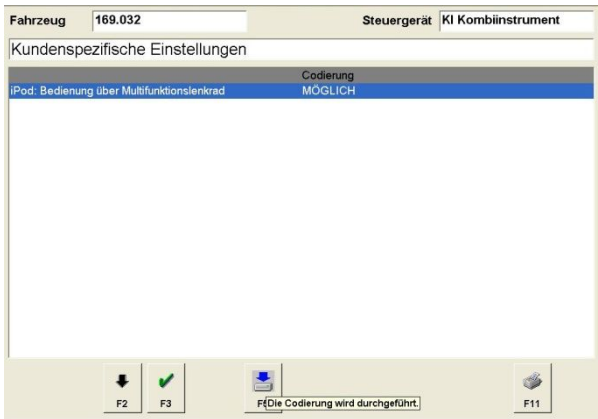 Fahrzeug 169.032 Steuergerät KI Kombiinstrument
Kundenspezifische Einstellungen
Codierung
iPod: Bedienung über Multifunktionslenkrad MÖGLICH
Die Codierung wird durchgeführt.
F2 F3 F11